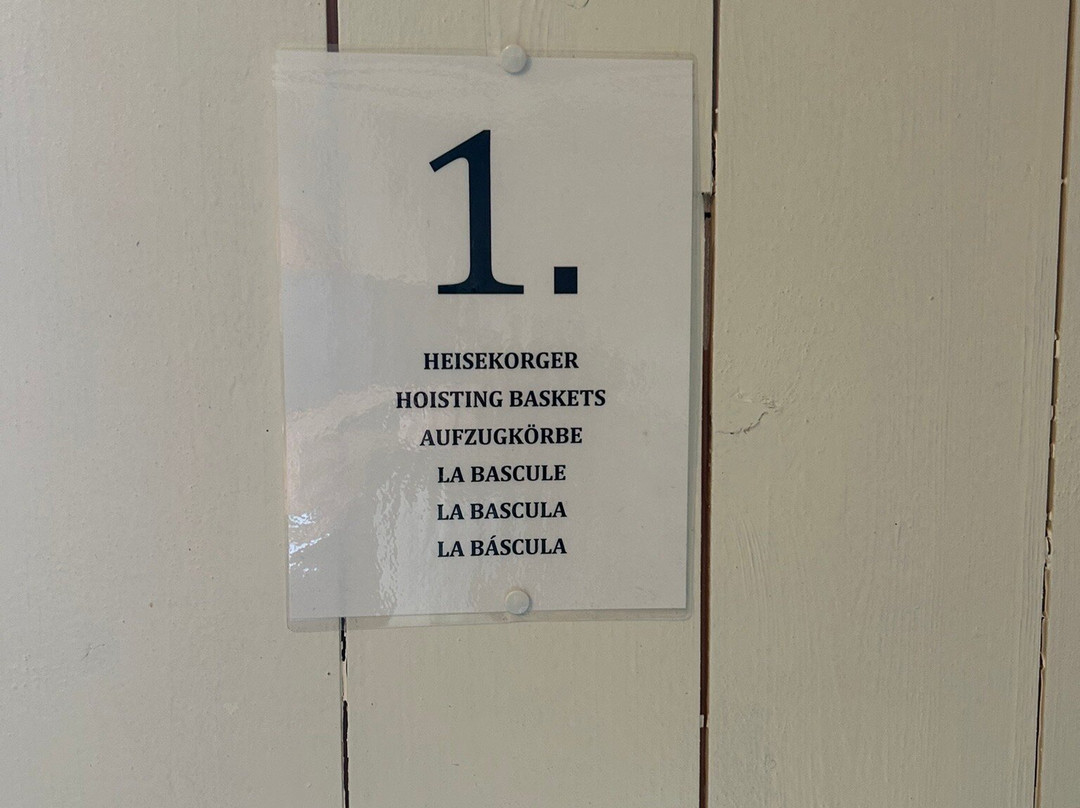 1.
HEISEKORGER
HOISTING BASKETS
AUFZUGKÖRBE
LA BASCULE
LA BASCULA
LA BÁSCULA